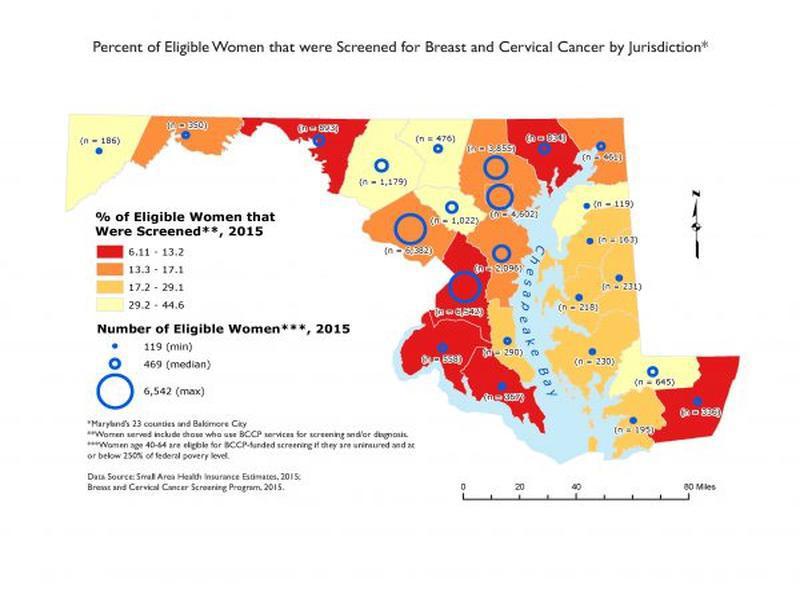 Percent of Eligible Women that were Screened for Breast and Cervical Cancer by Jurisdiction*
(n = 186)
(n = 350)
(n = 893)
(n = 1,179)
(n = 476)
(n = 3,855)
(n = 834)
(n = 461)
(n = 119)
(n = 4,602)
(n = 1,022)
(n = 6,382)
(n = 163)
(n = 2,096)
(n = 231)
(n = 218)
(n = 6,542)
(n = 290)
(n = 558)
(n = 230)
(n = 367)
(n = 645)
(n = 336)
(n = 195)
Chesapeake Bay
N
% of Eligible Women that
Were Screened**, 2015
6.11 - 13.2
13.3 - 17.1
17.2 - 29.1
29.2 - 44.6
Number of Eligible Women***, 2015
119 (min)
469 (median)
6,542 (max)
*Maryland's 23 counties and Baltimore City
**Women served include those who use BCCP services for screening and/or diagnosis.
***Women age 40-64 are eligible for BCCP-funded screening if they are uninsured and at
or below 250% of federal poverty level.
Data Source: Small Area Health Insurance Estimates, 2015;
Breast and Cervical Cancer Screening Program, 2015.
0 20 40 80 Miles